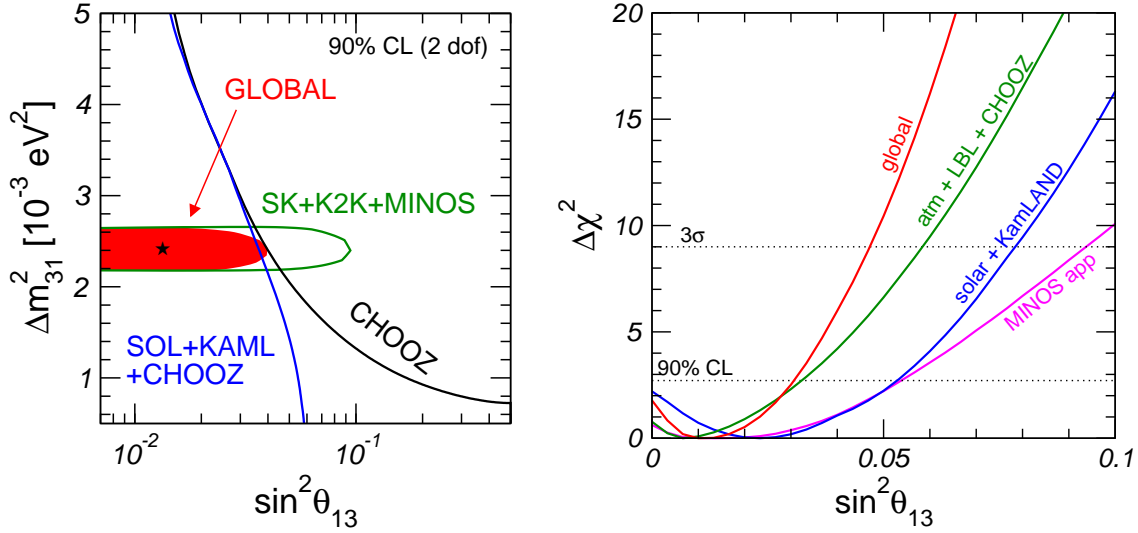 90% CL (2 dof)
GLOBAL
SK+K2K+MINOS
CHOOZ
SOL+KAML
+CHOOZ
5
4
3
2
1
Δm²₃₁ [10⁻³ eV²]
10⁻²
10⁻¹
sin²θ₁₃
20
15
10
5
0
Δχ²
global
atm + LBL + CHOOZ
solar + KamLAND
MINOS app
3σ
90% CL
0
0.05
0.1
sin²θ₁₃